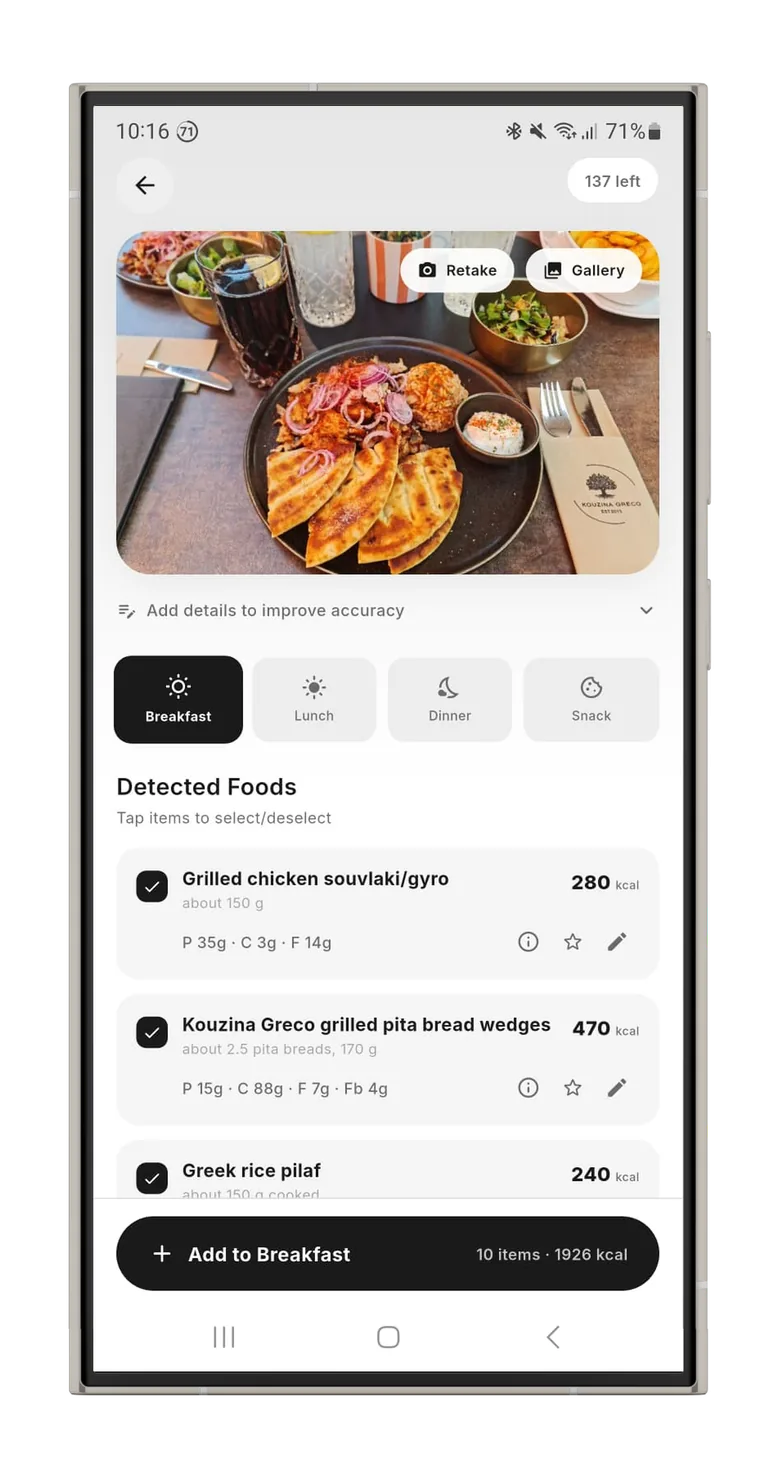 10:16 71 71%
137 left
Retake Gallery
KOUZINA GRECO
Add details to improve accuracy
Breakfast Lunch Dinner Snack
Detected Foods
Tap items to select/deselect
Grilled chicken souvlaki/gyro 280 kcal
about 150 g
P 35g · C 3g · F 14g
Kouzina Greco grilled pita bread wedges 470 kcal
about 2.5 pita breads, 170 g
P 15g · C 88g · F 7g · Fb 4g
Greek rice pilaf 240 kcal
about 150 g cooked
Add to Breakfast 10 items · 1926 kcal